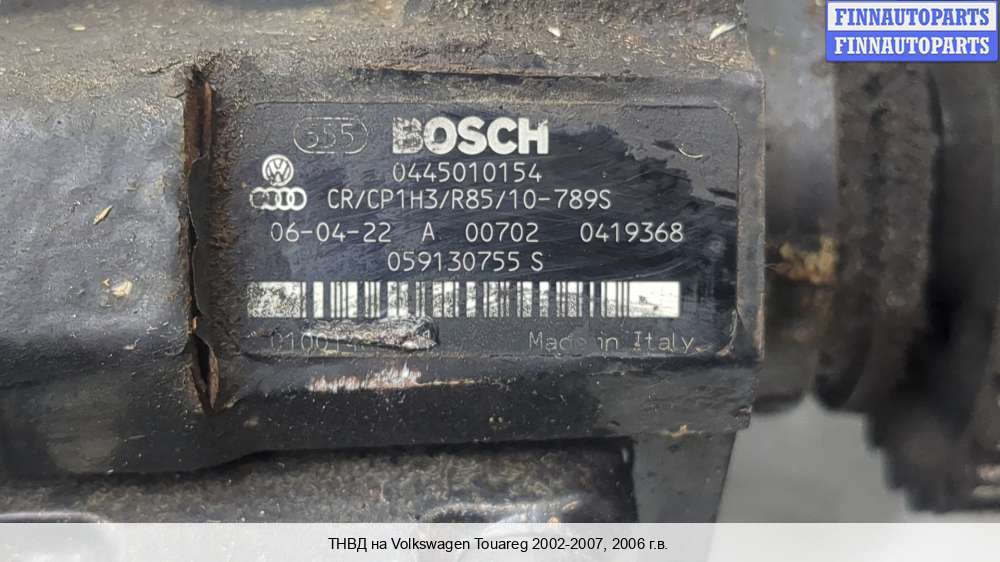 FINNAUTOPARTS
FINNAUTOPARTS
555 BOSCH
0445010154
CR/CP1H3/R85/10-789S
06-04-22 A 00702 0419368
059130755 S
Made in Italy
ТНВД на Volkswagen Touareg 2002-2007, 2006 г.в.